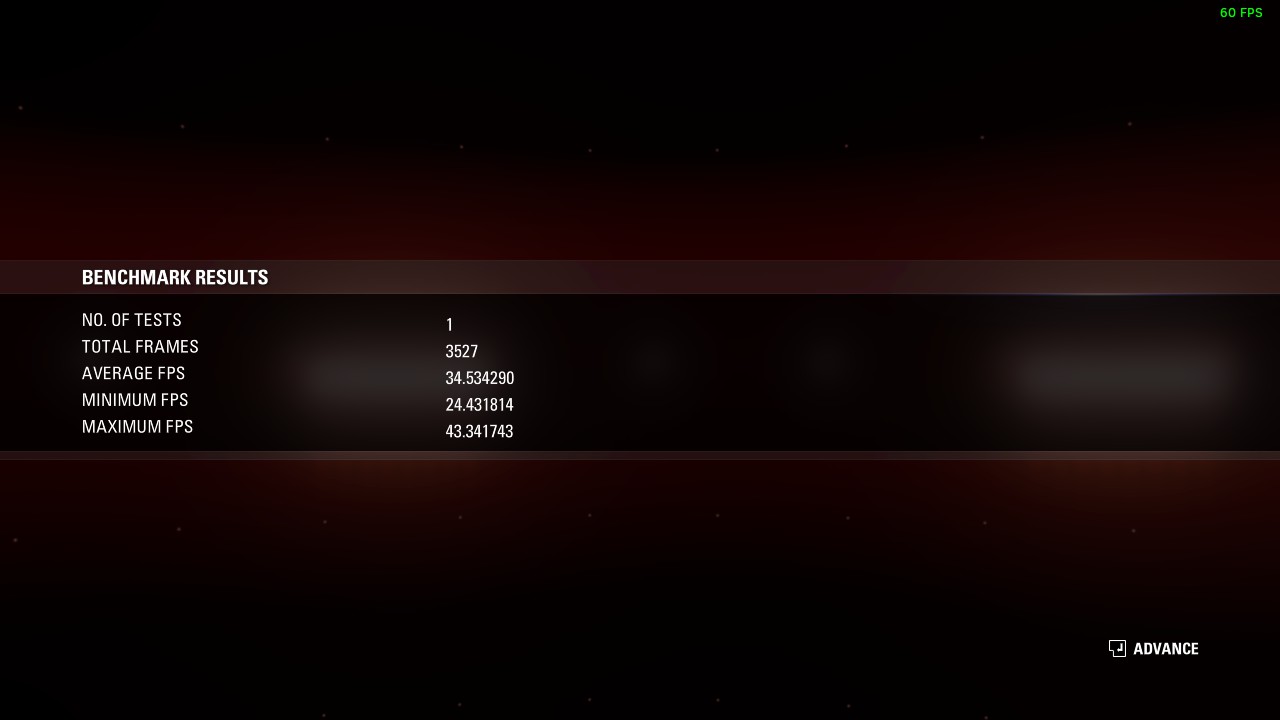 60 FPS
BENCHMARK RESULTS
NO. OF TESTS 1
TOTAL FRAMES 3527
AVERAGE FPS 34.534290
MINIMUM FPS 24.431814
MAXIMUM FPS 43.341743
ADVANCE